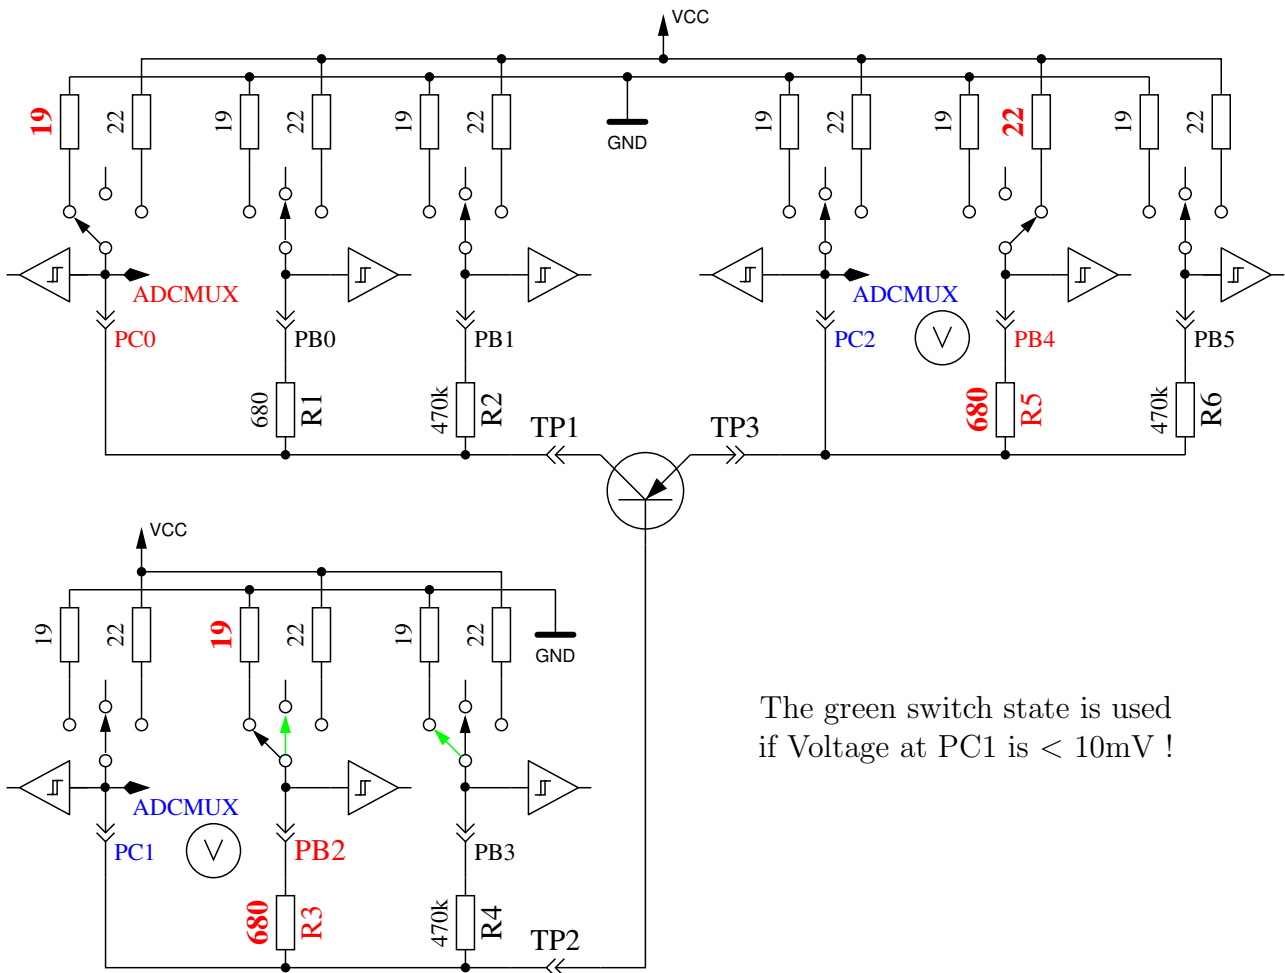 VCC
19
22
19
22
19
22
GND
19
22
19
22
19
22
ADCMUX
ADCMUX
PC0
PB0
PB1
PC2
V
PB4
PB5
680
R1
470k
R2
680
R5
470k
R6
TP1
TP3
VCC
19
22
19
22
19
22
GND
The green switch state is used
if Voltage at PC1 is < 10mV !
ADCMUX
PC1
V
PB2
PB3
680
R3
470k
R4
TP2